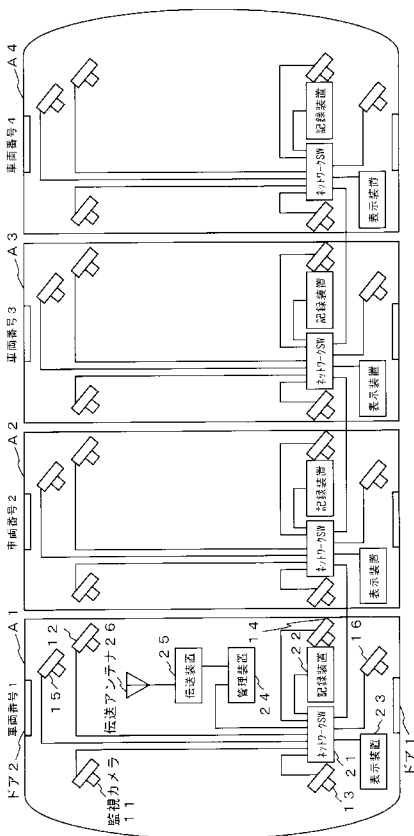 車両番号1
A1
車両番号2
A2
車両番号3
A3
車両番号4
A4
ドア2
15
12
伝送アンテナ26
伝送装置
25
管理装置
24
14
監視カメラ
11
記録装置
22
ネットワークSW
21
13
表示装置
23
16
ドア1
記録装置
ネットワークSW
表示装置
記録装置
ネットワークSW
表示装置
記録装置
ネットワークSW
表示装置